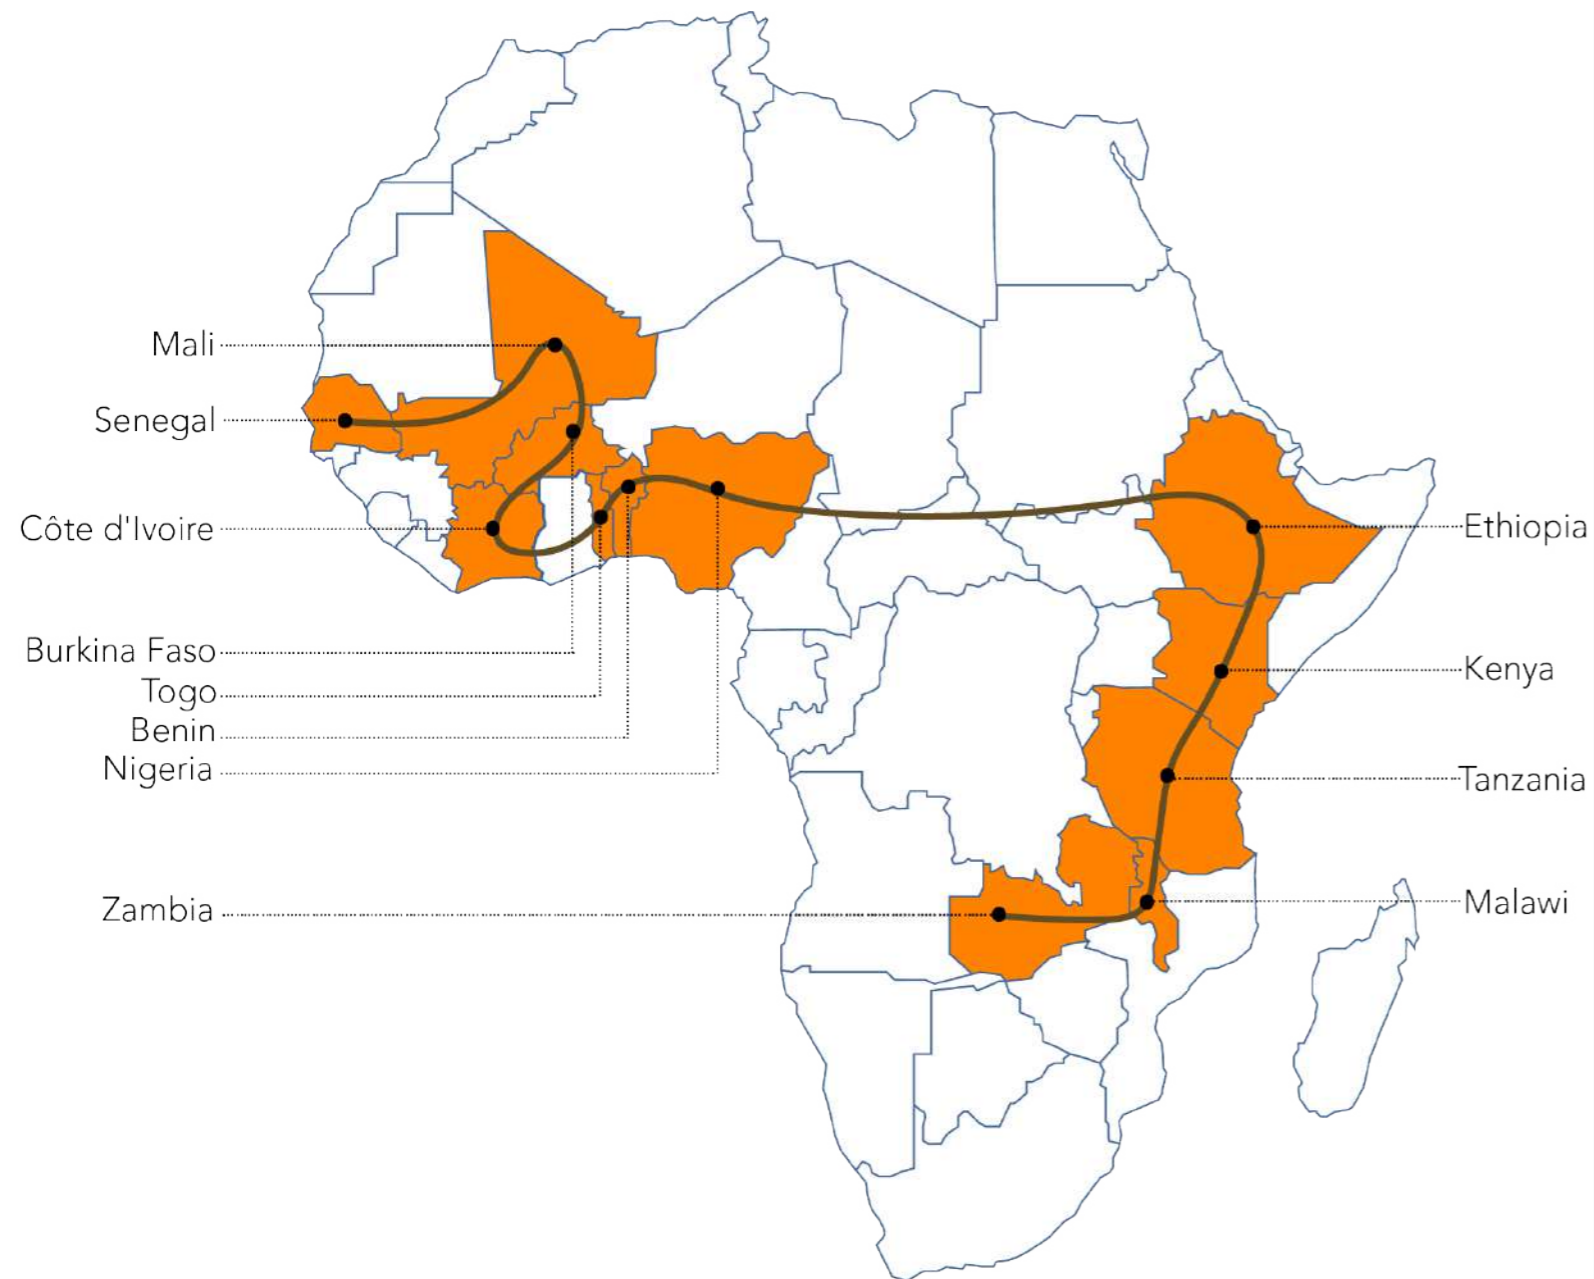 Mali
Senegal
Côte d'Ivoire
Burkina Faso
Togo
Benin
Nigeria
Zambia
Ethiopia
Kenya
Tanzania
Malawi